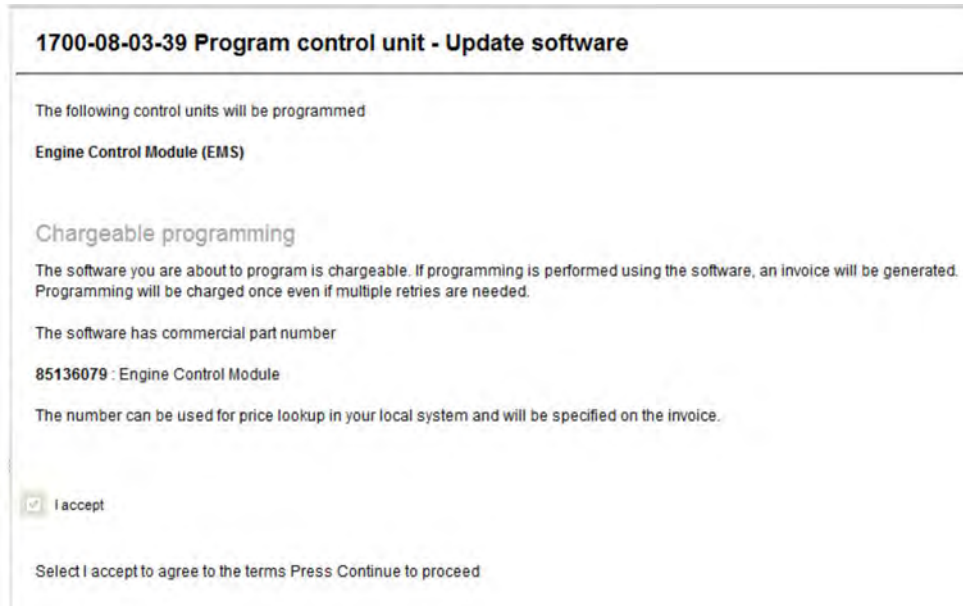 1700-08-03-39 Program control unit - Update software
The following control units will be programmed
Engine Control Module (EMS)
Chargeable programming
The software you are about to program is chargeable. If programming is performed using the software, an invoice will be generated.
Programming will be charged once even if multiple retries are needed.
The software has commercial part number
85136079 : Engine Control Module
The number can be used for price lookup in your local system and will be specified on the invoice.
I accept
Select I accept to agree to the terms Press Continue to proceed